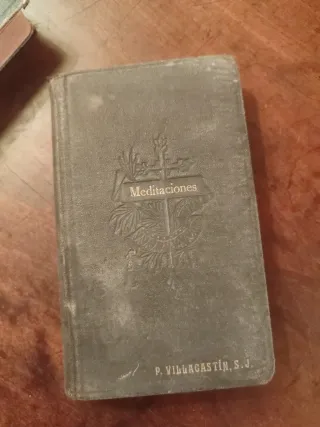 Meditaciones
P. VILLACASTÍN, S.J.